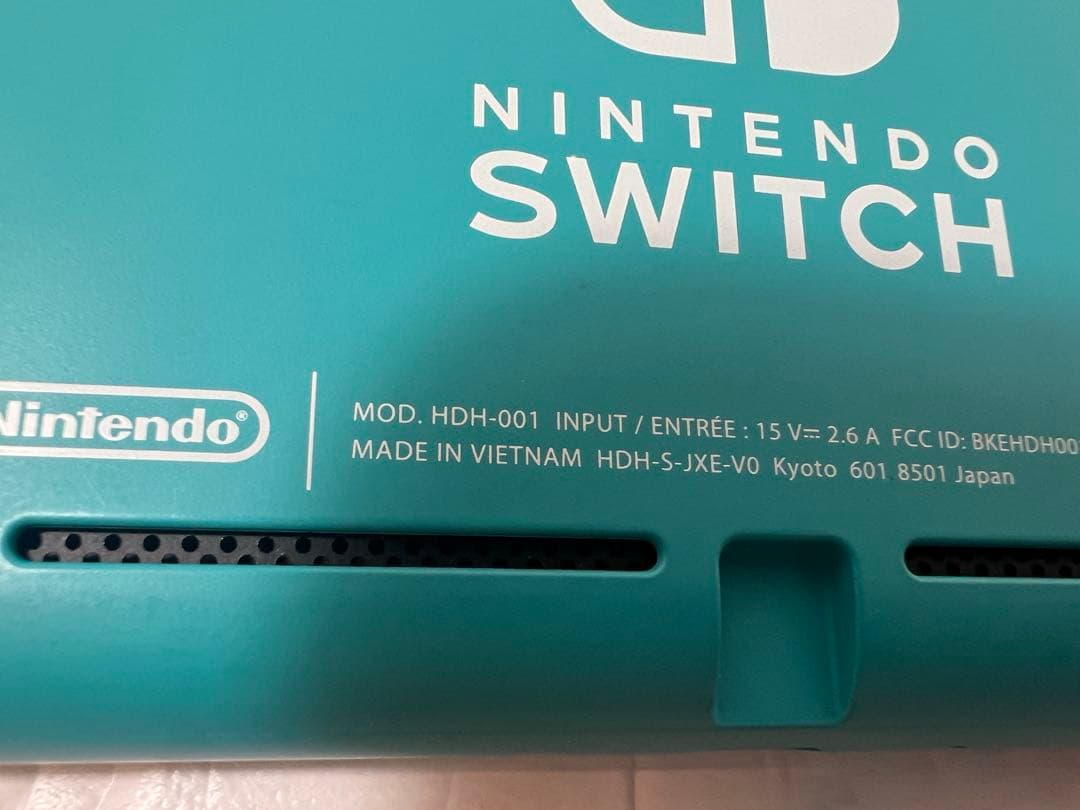 NINTENDO
SWITCH
Nintendo®
MOD. HDH-001 INPUT / ENTRÉE : 15 V⎓ 2.6 A FCC ID: BKEHDH00
MADE IN VIETNAM HDH-S-JXE-V0 Kyoto 601 8501 Japan